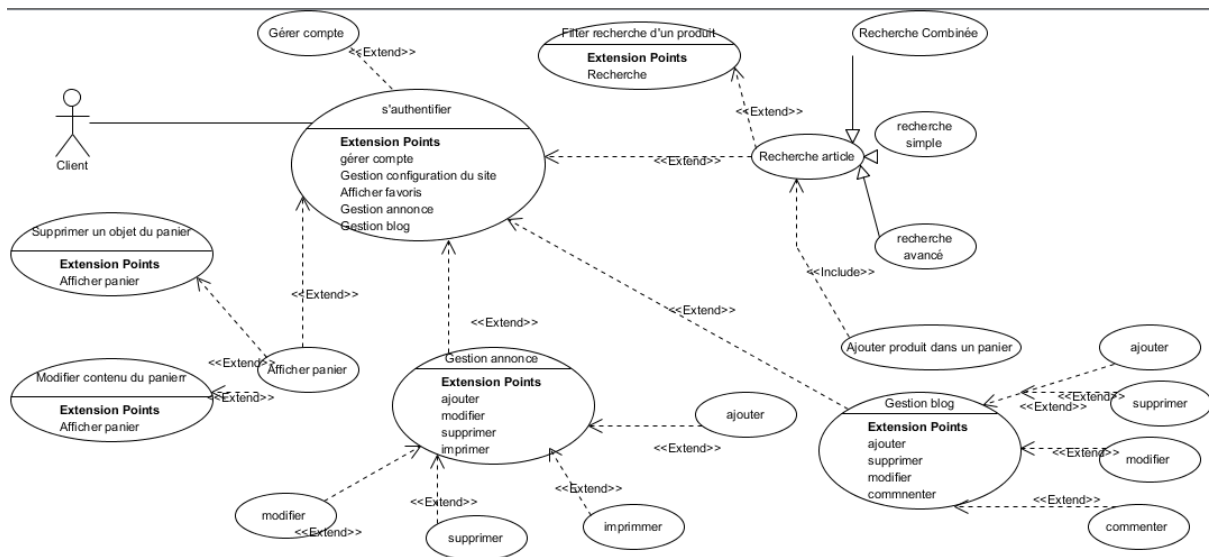 Gérer compte
<<Extend>>
Filter recherche d'un produit
Extension Points
Recherche
Recherche Combinée
<<Extend>>
s'authentifier
Extension Points
gérer compte
Gestion configuration du site
Afficher favoris
Gestion annonce
Gestion blog
Client
<<Extend>>
Recherche article
recherche
simple
recherche
avancé
Supprimer un objet du panier
Extension Points
Afficher panier
<<Extend>>
<<Include>>
<<Extend>>
<<Extend>>
<<Extend>>
Afficher panier
Modifier contenu du panierr
Extension Points
Afficher panier
<<Extend>>
Gestion annonce
Extension Points
ajouter
modifier
supprimer
imprimer
Ajouter produit dans un panier
ajouter
<<Extend>>
ajouter
<<Extend>>
<<Extend>>
supprimer
Gestion blog
Extension Points
ajouter
supprimer
modifier
commnenter
<<Extend>>
modifier
<<Extend>>
commenter
modifier
<<Extend>>
<<Extend>>
supprimer
<<Extend>>
imprimmer